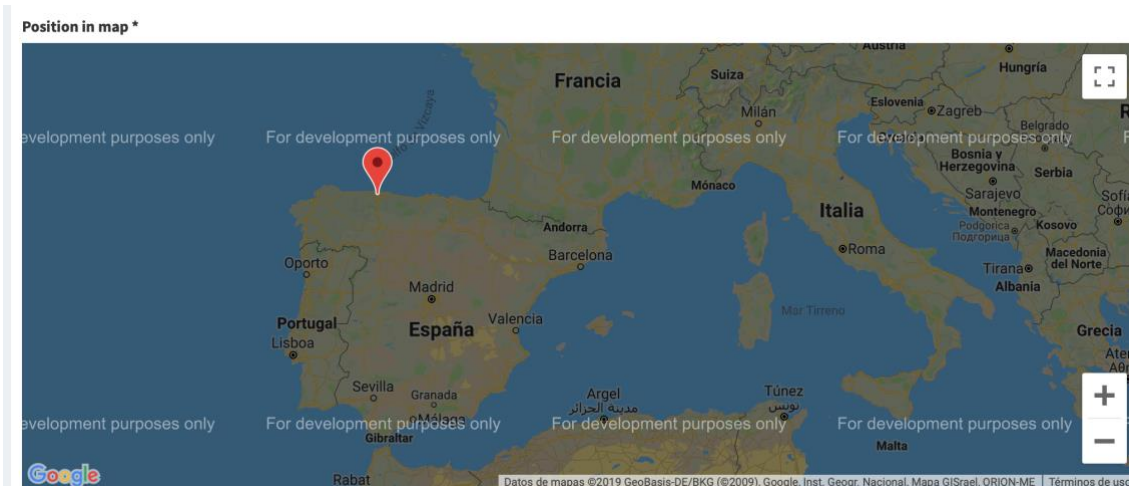 Position in map *
Austria
Francia
Suiza
Hungría
Milán
Eslovenia
Zagreb
Belgrado
evelopment purposes only
For development purposes only
For development purposes only
For development purposes only
Bosnia y
Herzegovina
Serbia
Mónaco
Sarajevo
Italia
Montenegro
Kosovo
Podgorica
Подгорица
Andorra
Barcelona
Roma
Oporto
Macedonia
del Norte
Tirana
Albania
Madrid
Mar Tirreno
Portugal
España
Valencia
Grecia
Lisboa
Sevilla
Granada
Argel
مدينة الجزائر
Túnez
تونس
Málaga
evelopment purposes only
For development purposes only
For development purposes only
For development purposes only
Gibraltar
Malta
Google
Rabat
Datos de mapas ©2019 GeoBasis-DE/BKG (©2009), Google, Inst. Geogr. Nacional, Mapa GISrael, ORION-ME
Términos de uso